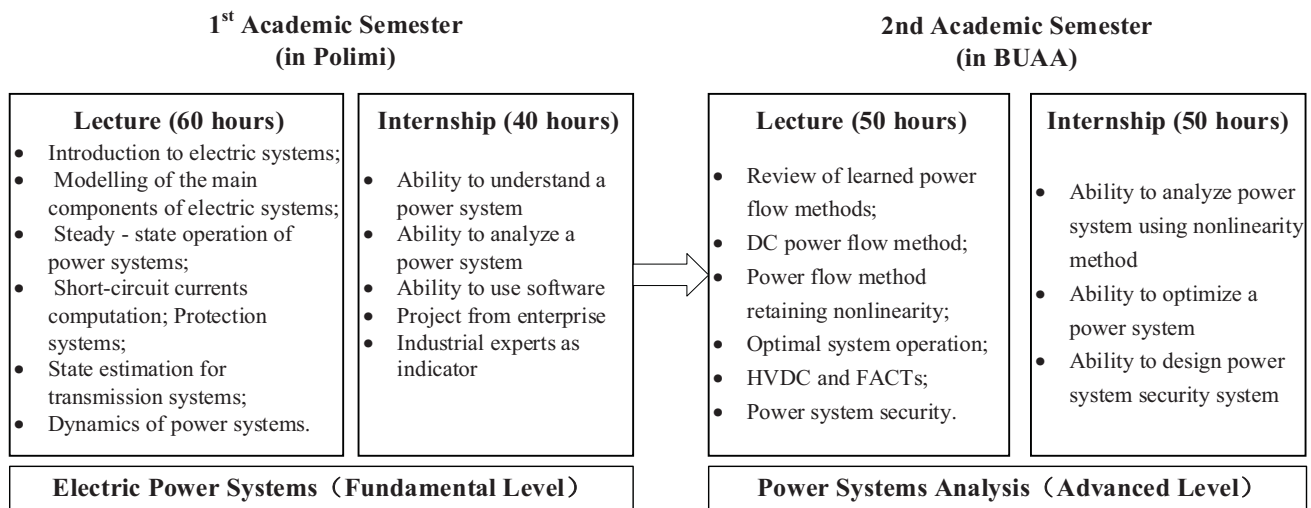 1st Academic Semester
(in Polimi)
2nd Academic Semester
(in BUAA)
Lecture (60 hours)
• Introduction to electric systems;
• Modelling of the main
components of electric systems;
• Steady - state operation of
power systems;
• Short-circuit currents
computation; Protection
systems;
• State estimation for
transmission systems;
• Dynamics of power systems.
Internship (40 hours)
• Ability to understand a
power system
• Ability to analyze a
power system
• Ability to use software
• Project from enterprise
• Industrial experts as
indicator
Lecture (50 hours)
• Review of learned power
flow methods;
• DC power flow method;
• Power flow method
retaining nonlinearity;
• Optimal system operation;
• HVDC and FACTs;
• Power system security.
Internship (50 hours)
• Ability to analyze power
system using nonlinearity
method
• Ability to optimize a
power system
• Ability to design power
system security system
Electric Power Systems（Fundamental Level）
Power Systems Analysis（Advanced Level）